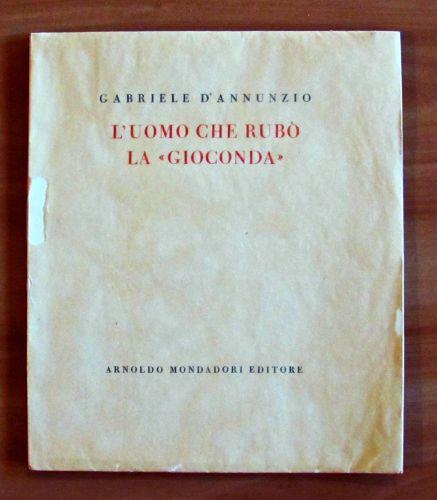 GABRIELE D'ANNUNZIO
L'UOMO CHE RUBÒ
LA «GIOCONDA»
ARNOLDO MONDADORI EDITORE